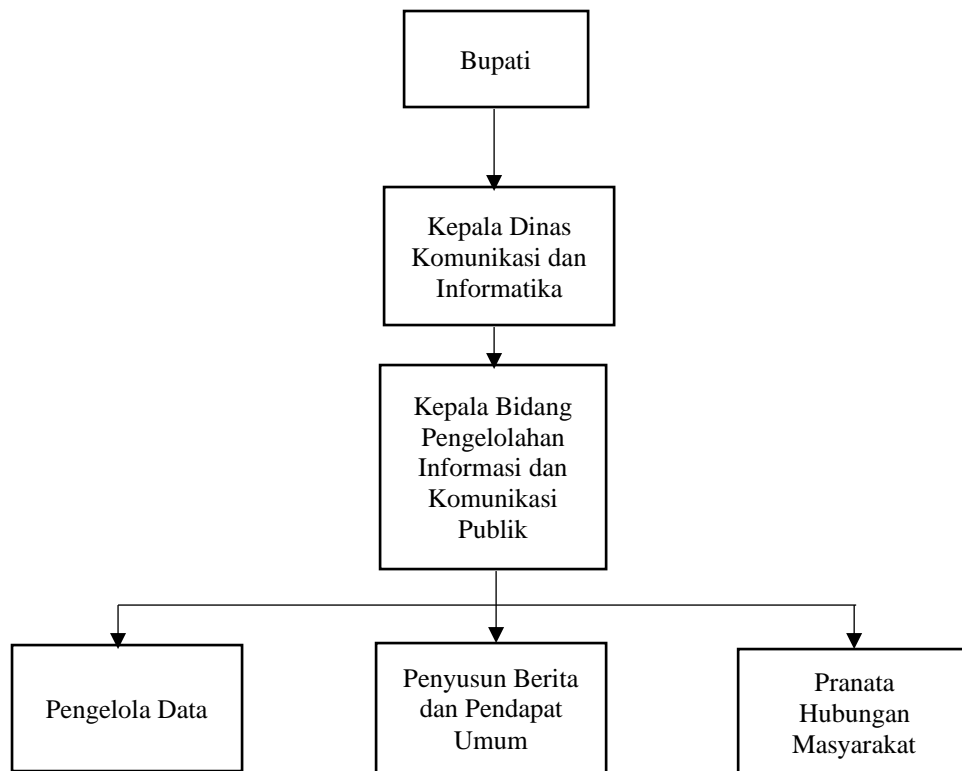 Bupati
Kepala Dinas
Komunikasi dan
Informatika
Kepala Bidang
Pengelolahan
Informasi dan
Komunikasi
Publik
Pengelola Data
Penyusun Berita
dan Pendapat
Umum
Pranata
Hubungan
Masyarakat